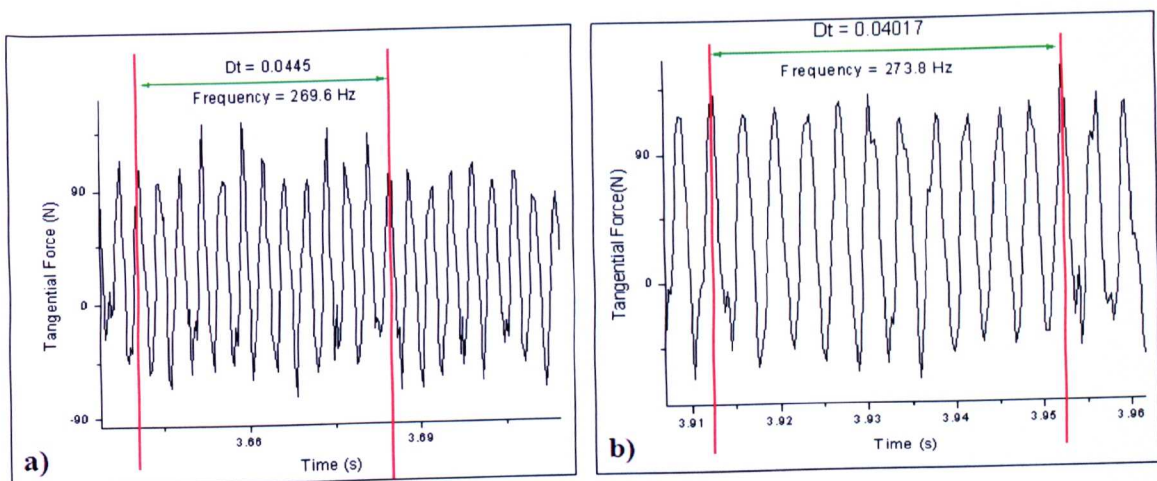 Dt = 0.0445
Frequency = 269.6 Hz
Tangential Force (N)
90
0
-90
3.66
3.69
Time (s)
a)
Dt = 0.04017
Frequency = 273.8 Hz
Tangential Force(N)
90
0
3.91
3.92
3.93
3.94
3.95
3.96
Time (s)
b)